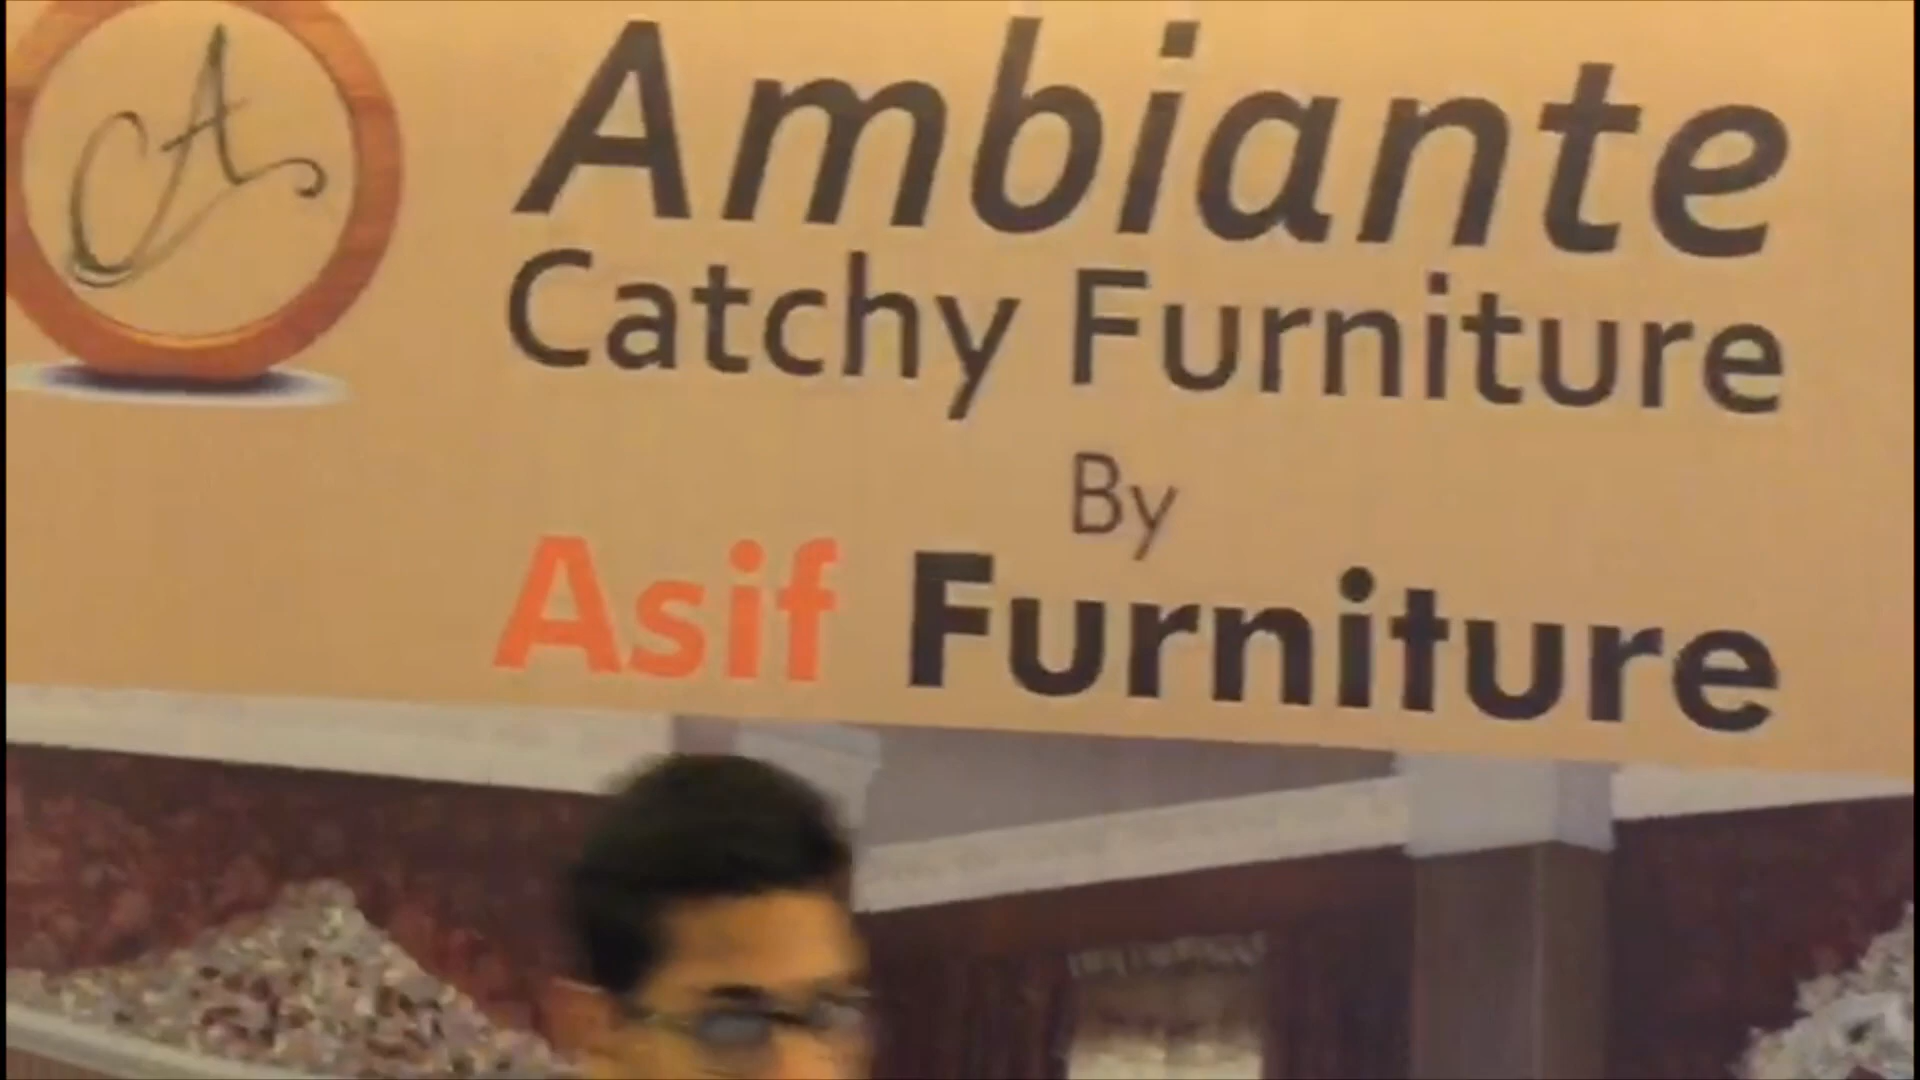 A
Ambiante
Catchy Furniture
By
Asif Furniture